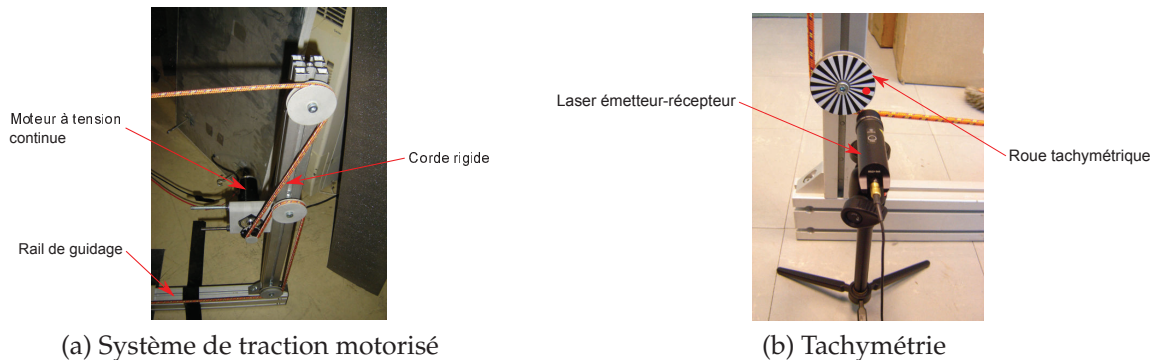 Moteur à tension
continue
Corde rigide
Rail de guidage
(a) Système de traction motorisé
Laser émetteur-récepteur
Roue tachymétrique
(b) Tachymétrie